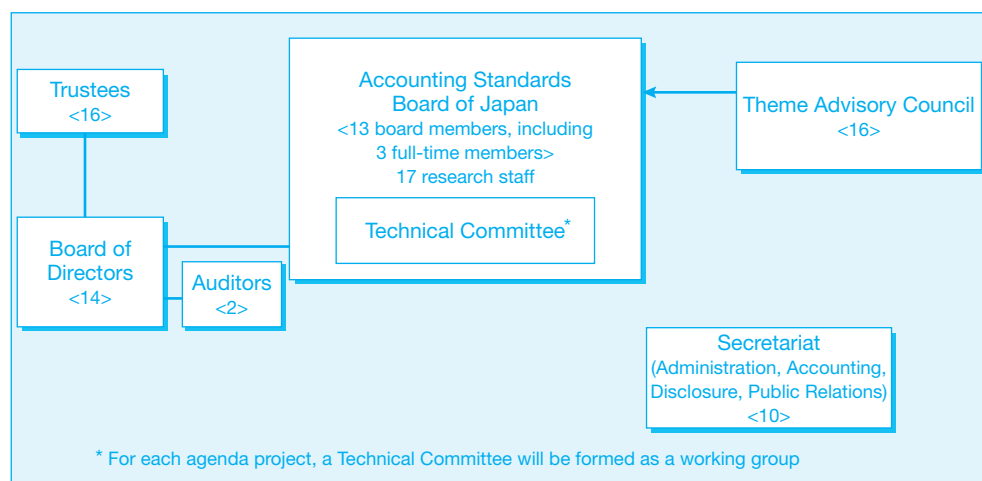 Trustees
<16>
Accounting Standards
Board of Japan
<13 board members, including
3 full-time members>
17 research staff
Technical Committee*
Theme Advisory Council
<16>
Board of
Directors
<14>
Auditors
<2>
Secretariat
(Administration, Accounting,
Disclosure, Public Relations)
<10>
* For each agenda project, a Technical Committee will be formed as a working group